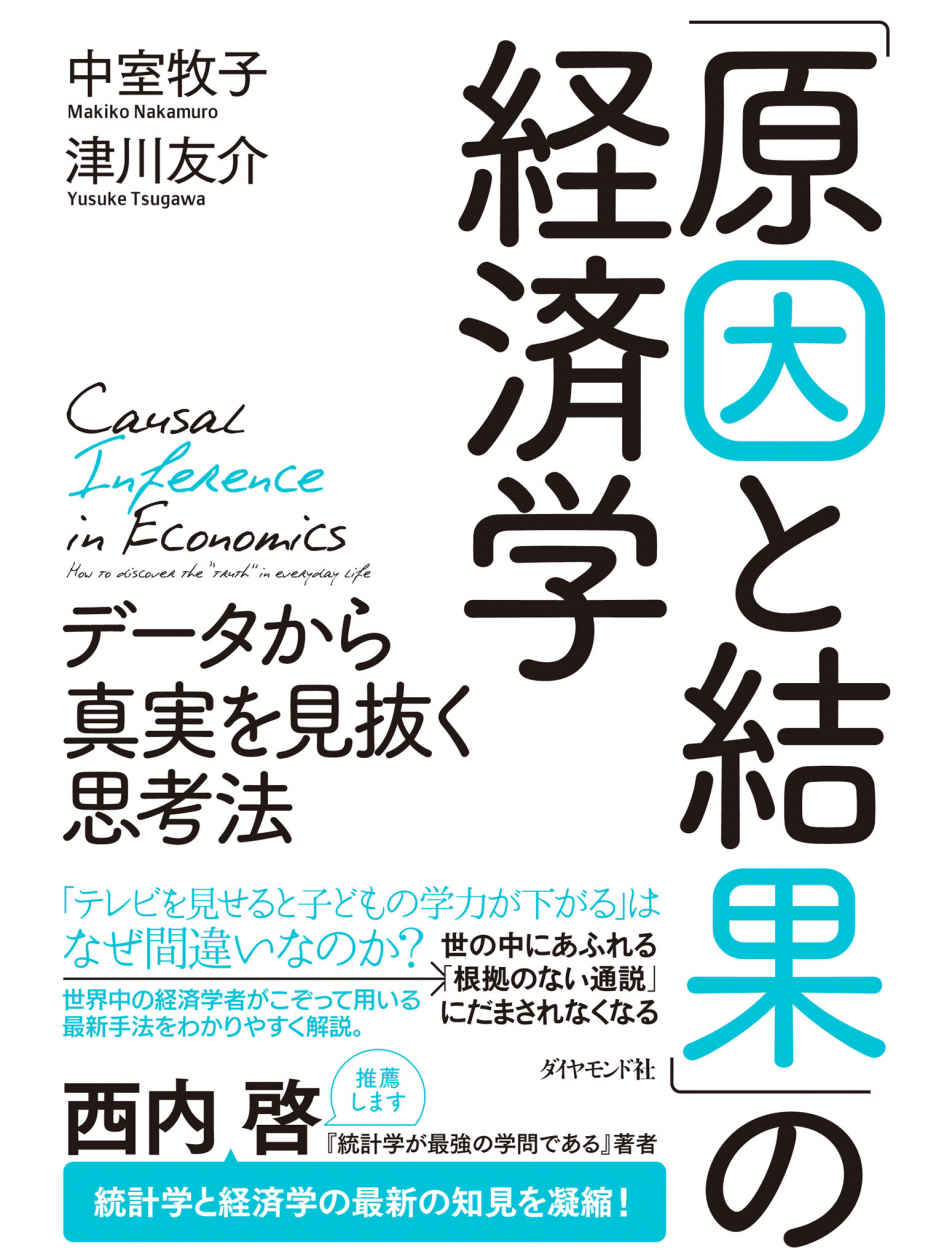 「原因と結果」の
経済学
中室牧子
Makiko Nakamuro
津川友介
Yusuke Tsugawa
Causal
Inference
in Economics
How to discover the "truth" in everyday life
データから
真実を見抜く
思考法
「テレビを見せると子どもの学力が下がる」は
なぜ間違いなのか?
世界中の経済学者がこぞって用いる
最新手法をわかりやすく解説。
世の中にあふれる
「根拠のない通説」
にだまされなくなる
ダイヤモンド社
西内 啓
推薦
します
『統計学が最強の学問である』著者
統計学と経済学の最新の知見を凝縮!